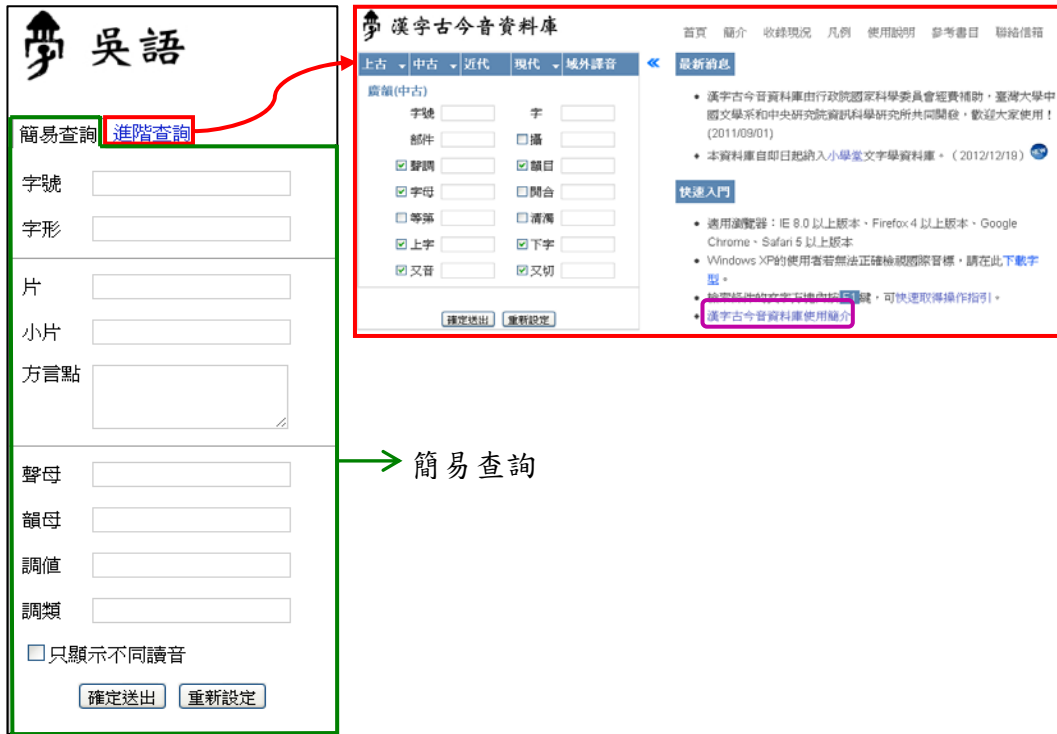 吳語
簡易查詢 進階查詢
字號
字形
片
小片
方言點
聲母
韻母
調值
調類
只顯示不同讀音
確定送出 重新設定
簡易查詢
漢字古今音資料庫
首頁 簡介 收錄現況 凡例 使用說明 參考書目 聯絡信箱
上古 中古 近代 現代 域外譯音
廣韻(中古)
字號 字
部件 攝
聲調 韻目
字母 開合
等第 清濁
上字 下字
又音 又切
確定送出 重新設定
«
最新消息
漢字古今音資料庫由行政院國家科學委員會經費補助,臺灣大學中
國文學系和中央研究院資訊科學研究所共同開發,歡迎大家使用!
(2011/09/01)
本資料庫自即日起納入小學堂文字學資料庫。(2012/12/19)
快速入門
適用瀏覽器:IE 8.0 以上版本、Firefox 4 以上版本、Google
Chrome、Safari 5 以上版本
Windows XP的使用者若無法正確檢視國際音標,請在此下載字
型。
檢索條件的文字方塊內按F1鍵,可快速取得操作指引。
漢字古今音資料庫使用簡介